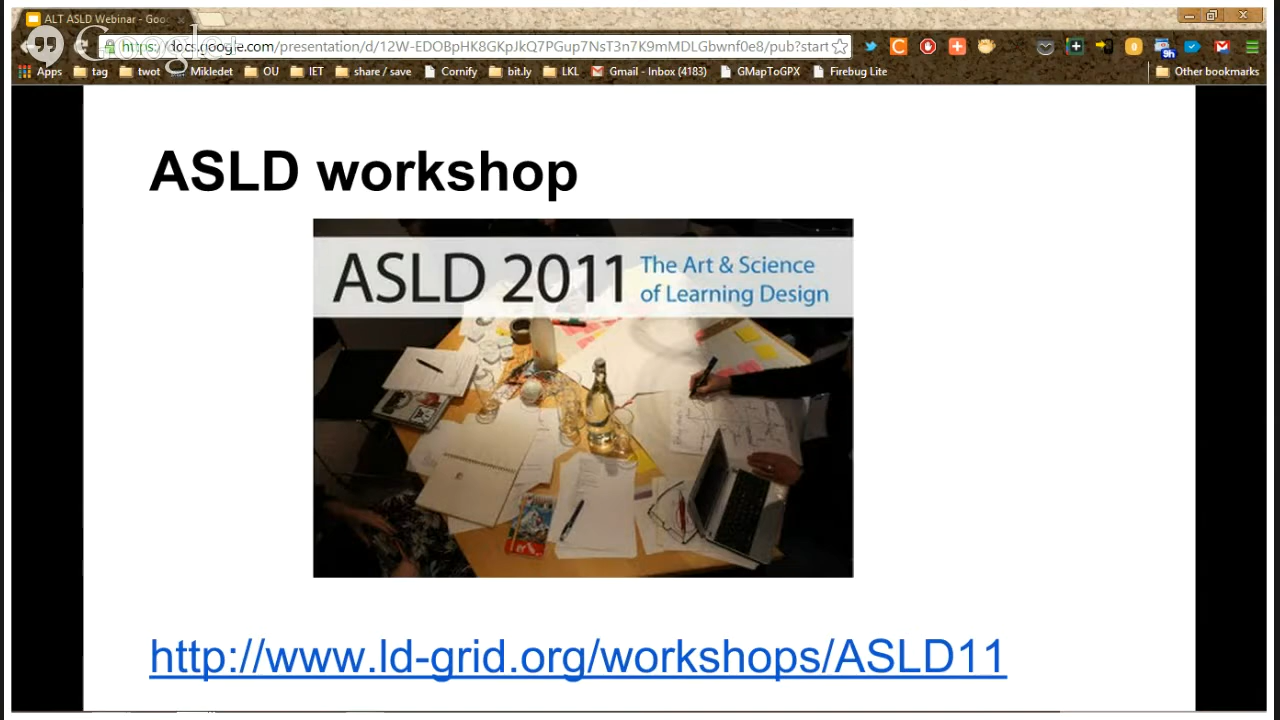 ALT ASLD Webinar - Goo
Google+
https://docs.google.com/presentation/d/12W-EDOBpHK8GKpJkQ7PGup7NsT3n7K9mMDLGbwnf0e8/pub?start
9h
Apps tag twot Mikledet OU IET share / save Cornify bit.ly LKL Gmail - Inbox (4183) GMapToGPX Firebug Lite Other bookmarks
ASLD workshop
ASLD 2011 The Art & Science
of Learning Design
http://www.ld-grid.org/workshops/ASLD11